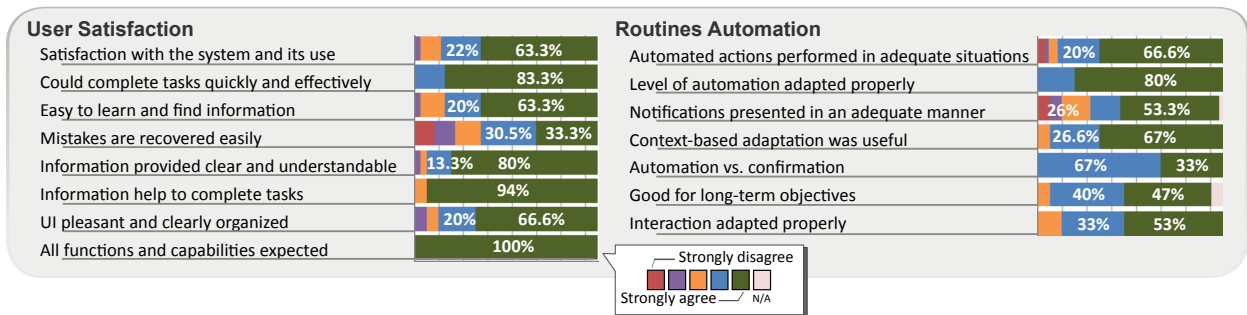 User Satisfaction
Satisfaction with the system and its use 22% 63.3%
Could complete tasks quickly and effectively 83.3%
Easy to learn and find information 20% 63.3%
Mistakes are recovered easily 30.5% 33.3%
Information provided clear and understandable 13.3% 80%
Information help to complete tasks 94%
UI pleasant and clearly organized 20% 66.6%
All functions and capabilities expected 100%
Routines Automation
Automated actions performed in adequate situations 20% 66.6%
Level of automation adapted properly 80%
Notifications presented in an adequate manner 26% 53.3%
Context-based adaptation was useful 26.6% 67%
Automation vs. confirmation 67% 33%
Good for long-term objectives 40% 47%
Interaction adapted properly 33% 53%
Strongly disagree
Strongly agree N/A